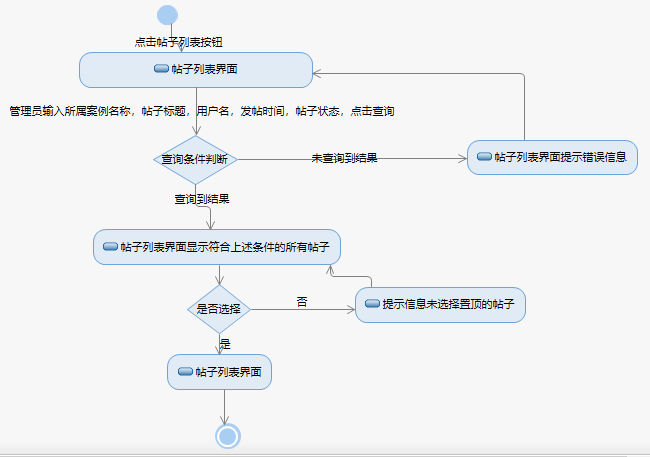 点击帖子列表按钮
帖子列表界面
管理员输入所属案例名称，帖子标题，用户名，发帖时间，帖子状态，点击查询
查询条件判断
未查询到结果
帖子列表界面提示错误信息
查询到结果
帖子列表界面显示符合上述条件的所有帖子
是否选择
否
提示信息未选择置顶的帖子
是
帖子列表界面